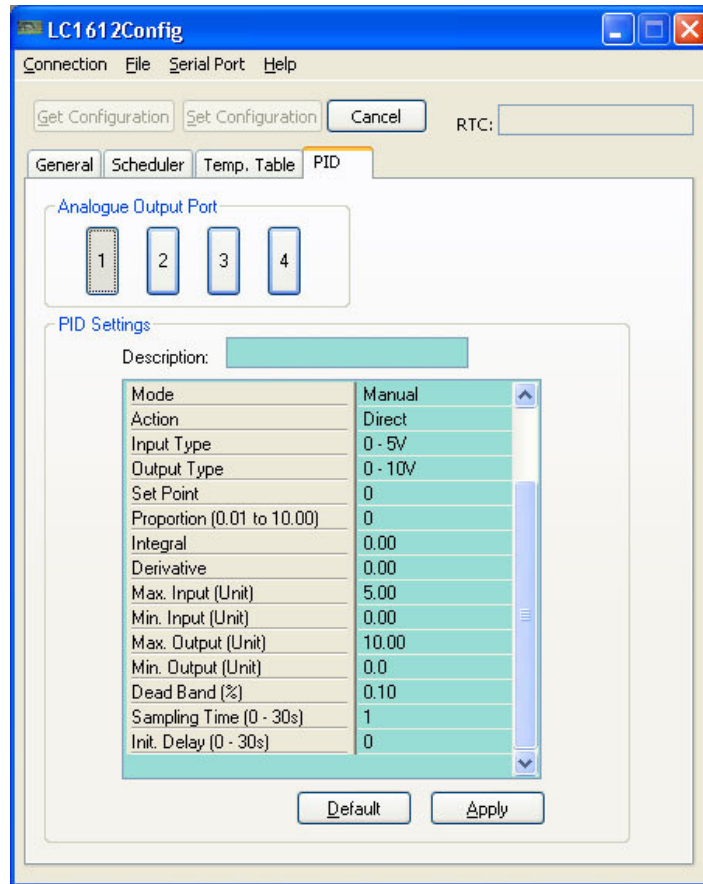 LC1612Config
Connection File Serial Port Help
Get Configuration Set Configuration Cancel RTC:
General Scheduler Temp. Table PID
Analogue Output Port
1 2 3 4
PID Settings
Description:
Mode Manual
Action Direct
Input Type 0 - 5V
Output Type 0 - 10V
Set Point 0
Proportion (0.01 to 10.00) 0
Integral 0.00
Derivative 0.00
Max. Input (Unit) 5.00
Min. Input (Unit) 0.00
Max. Output (Unit) 10.00
Min. Output (Unit) 0.0
Dead Band (%) 0.10
Sampling Time (0 - 30s) 1
Init. Delay (0 - 30s) 0
Default Apply